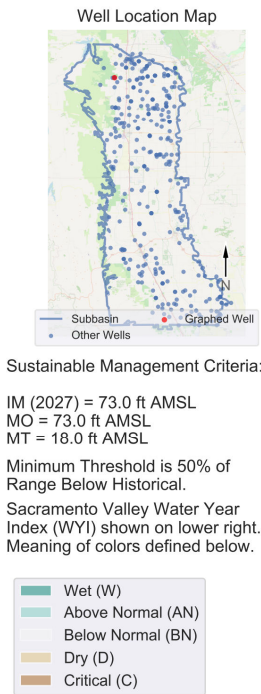 Well Location Map
N
Subbasin
Graphed Well
Other Wells
Sustainable Management Criteria:
IM (2027) = 73.0 ft AMSL
MO = 73.0 ft AMSL
MT = 18.0 ft AMSL
Minimum Threshold is 50% of
Range Below Historical.
Sacramento Valley Water Year
Index (WYI) shown on lower right.
Meaning of colors defined below.
Wet (W)
Above Normal (AN)
Below Normal (BN)
Dry (D)
Critical (C)